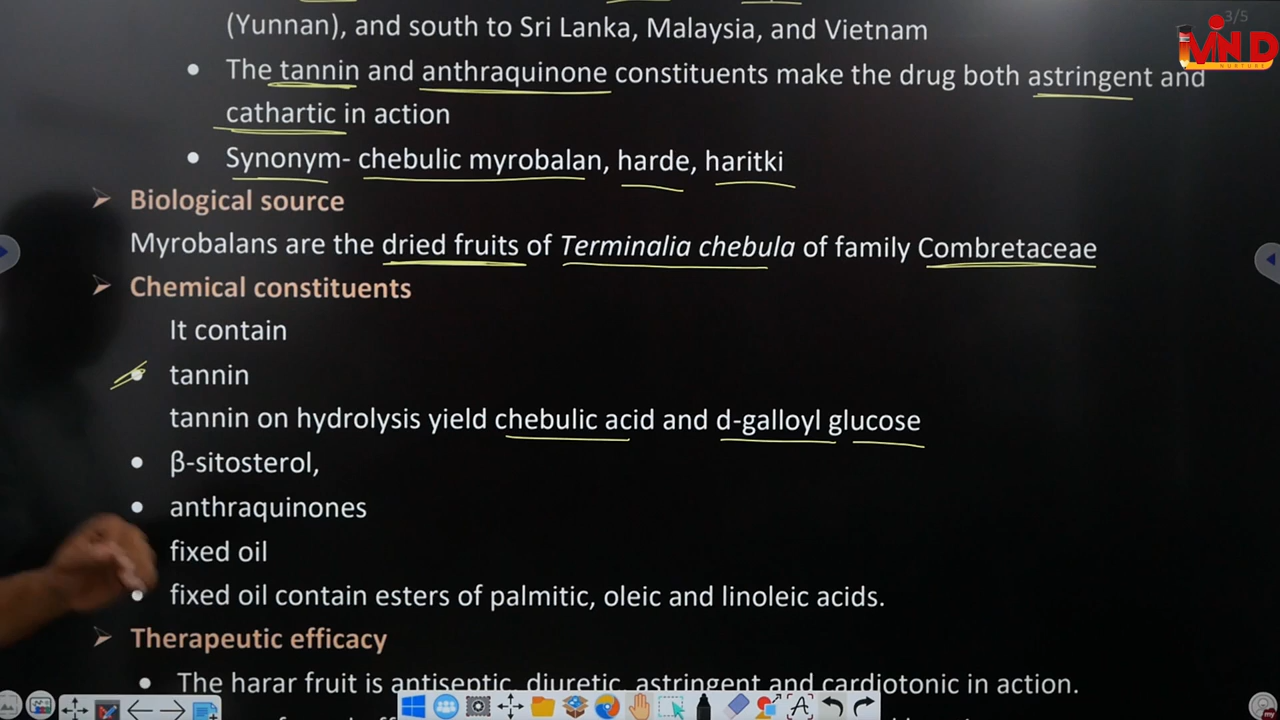 3/5
MIND
NURTURE
(Yunnan), and south to Sri Lanka, Malaysia, and Vietnam
• The tannin and anthraquinone constituents make the drug both astringent and
cathartic in action
• Synonym- chebulic myrobalan, harde, haritki
➤ Biological source
Myrobalans are the dried fruits of Terminalia chebula of family Combretaceae
➤ Chemical constituents
It contain
• tannin
tannin on hydrolysis yield chebulic acid and d-galloyl glucose
• β-sitosterol,
• anthraquinones
fixed oil
• fixed oil contain esters of palmitic, oleic and linoleic acids.
➤ Therapeutic efficacy
• The harar fruit is antiseptic, diuretic, astringent and cardiotonic in action.